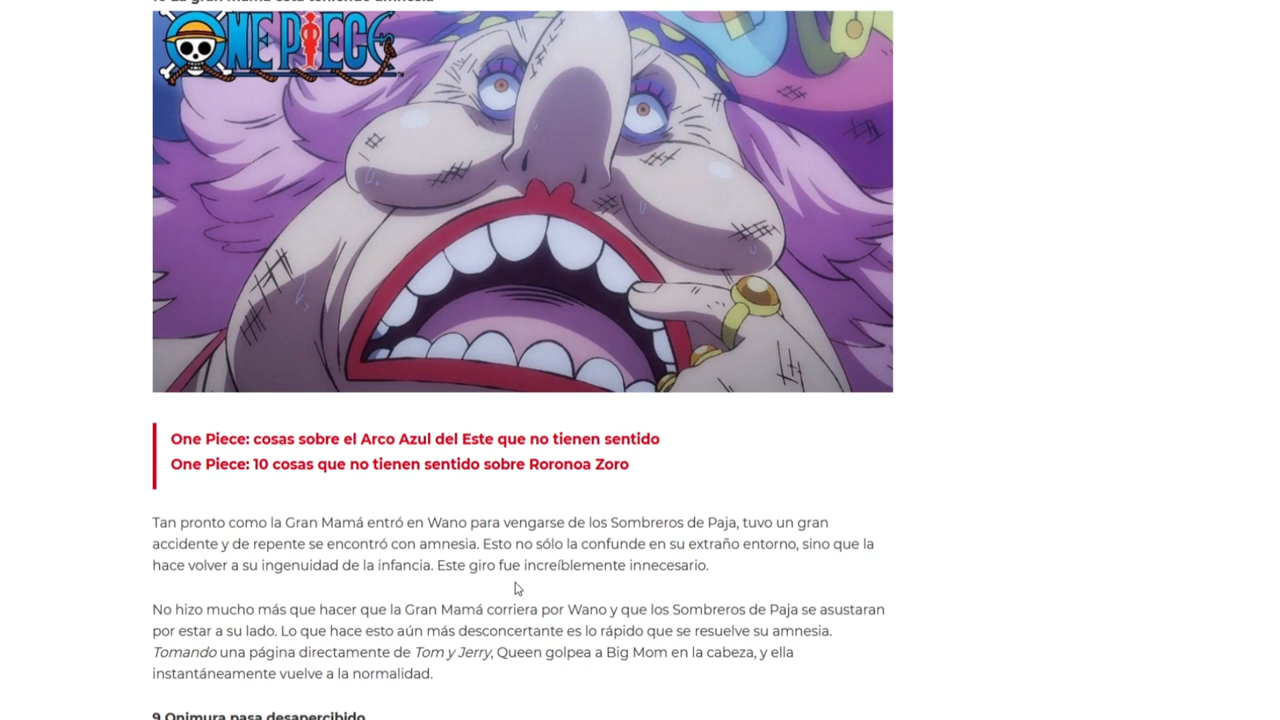 10 La gran mamá está teniendo amnesia
ONE PIECE
One Piece: cosas sobre el Arco Azul del Este que no tienen sentido
One Piece: 10 cosas que no tienen sentido sobre Roronoa Zoro
Tan pronto como la Gran Mamá entró en Wano para vengarse de los Sombreros de Paja, tuvo un gran
accidente y de repente se encontró con amnesia. Esto no sólo la confunde en su extraño entorno, sino que la
hace volver a su ingenuidad de la infancia. Este giro fue increíblemente innecesario.
No hizo mucho más que hacer que la Gran Mamá corriera por Wano y que los Sombreros de Paja se asustaran
por estar a su lado. Lo que hace esto aún más desconcertante es lo rápido que se resuelve su amnesia.
Tomando una página directamente de Tom y Jerry, Queen golpea a Big Mom en la cabeza, y ella
instantáneamente vuelve a la normalidad.
9 Onimura pasa desapercibido